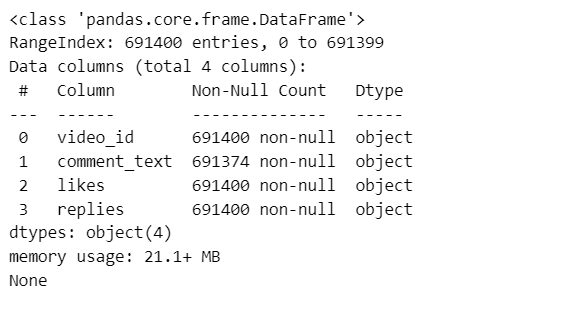 <class 'pandas.core.frame.DataFrame'>
RangeIndex: 691400 entries, 0 to 691399
Data columns (total 4 columns):
 #   Column        Non-Null Count   Dtype
---  ------        --------------   -----
 0   video_id      691400 non-null  object
 1   comment_text  691374 non-null  object
 2   likes         691400 non-null  object
 3   replies       691400 non-null  object
dtypes: object(4)
memory usage: 21.1+ MB
None